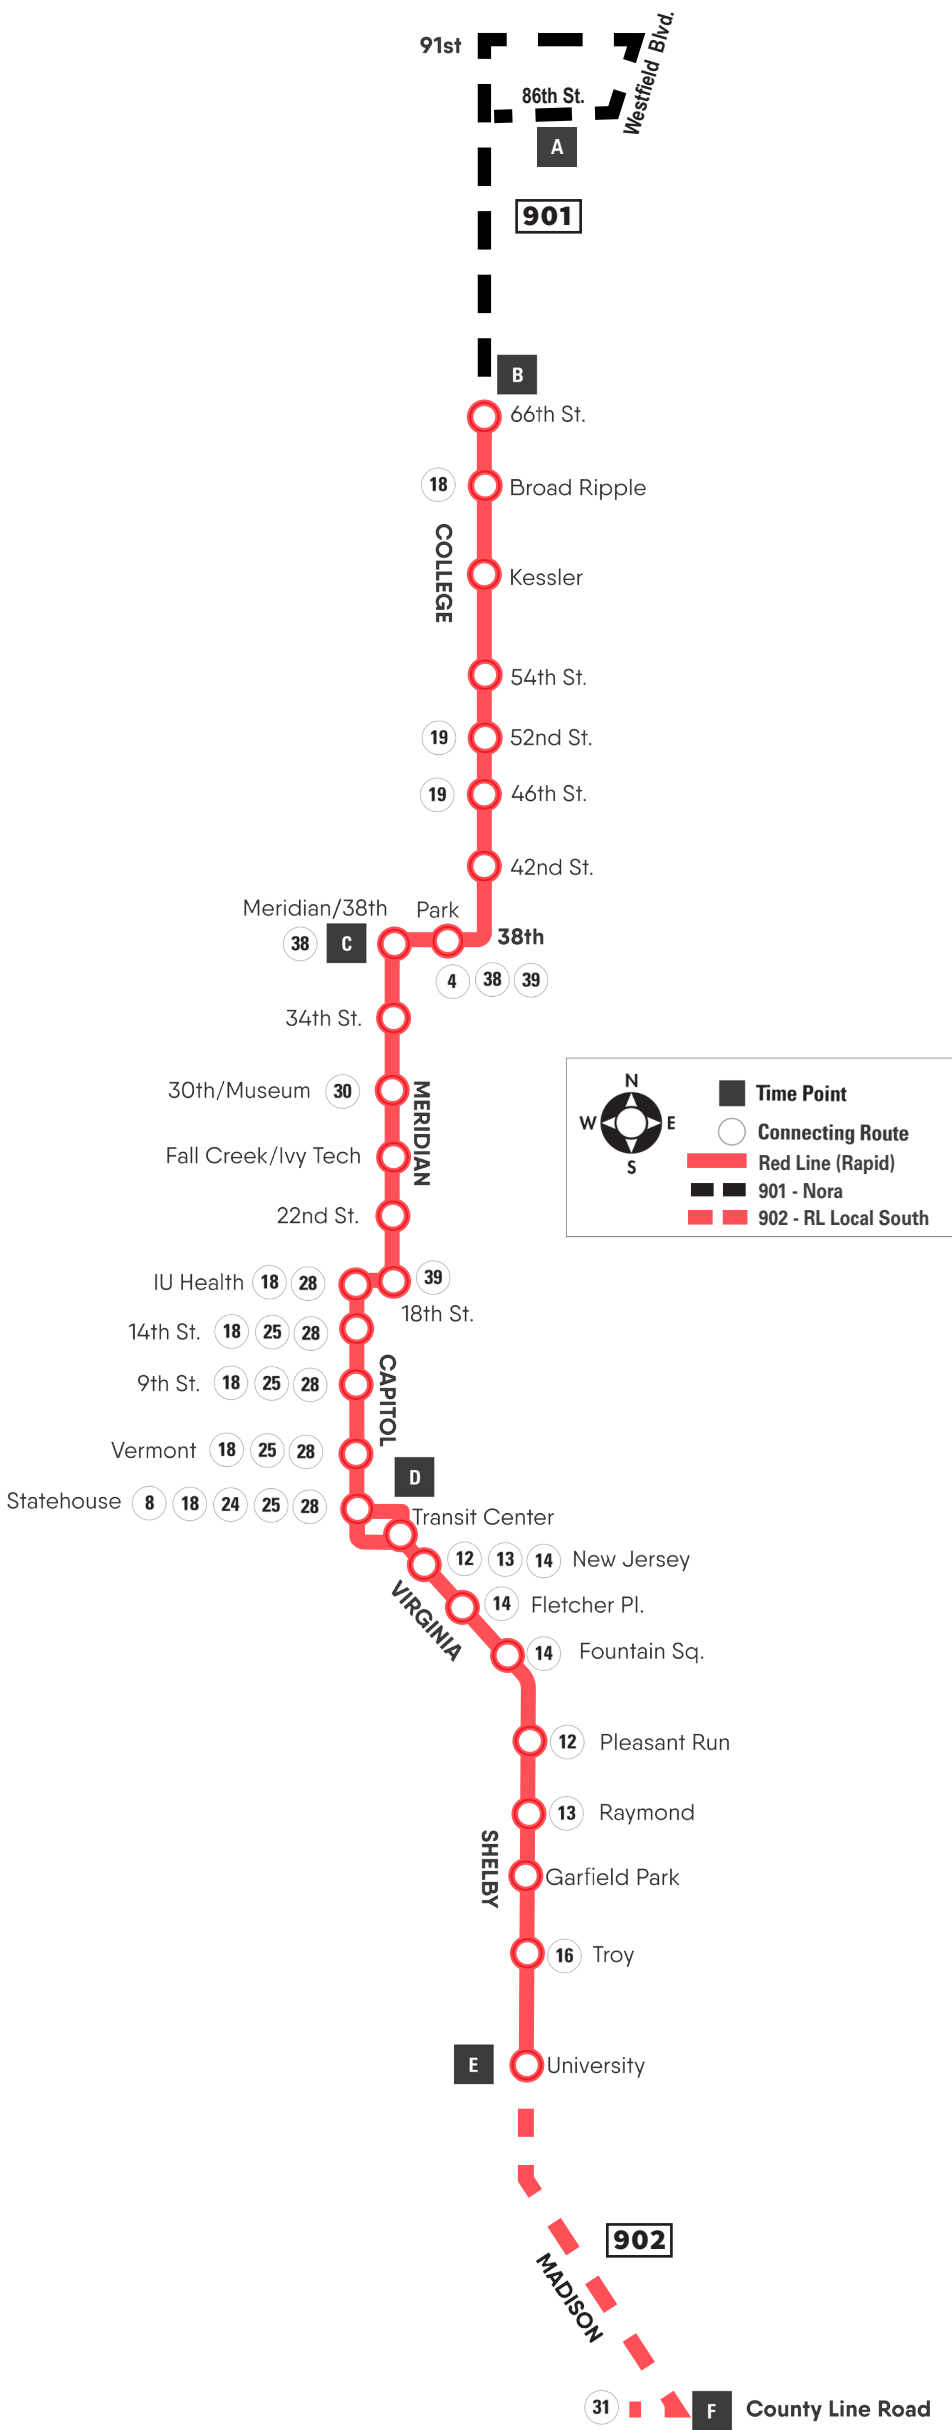 91st
Westfield Blvd.
86th St.
A
901
B
66th St.
18 Broad Ripple
COLLEGE
Kessler
54th St.
19 52nd St.
19 46th St.
42nd St.
Meridian/38th Park
38 C 38th
4 38 39
34th St.
30th/Museum 30
MERIDIAN
Fall Creek/Ivy Tech
22nd St.
N
W E
S
Time Point
Connecting Route
Red Line (Rapid)
901 - Nora
902 - RL Local South
IU Health 18 28 39
18th St.
14th St. 18 25 28
9th St. 18 25 28
CAPITOL
Vermont 18 25 28
D
Statehouse 8 18 24 25 28
Transit Center
12 13 14 New Jersey
VIRGINIA
14 Fletcher Pl.
14 Fountain Sq.
12 Pleasant Run
13 Raymond
SHELBY
Garfield Park
16 Troy
E University
902
MADISON
31 F County Line Road